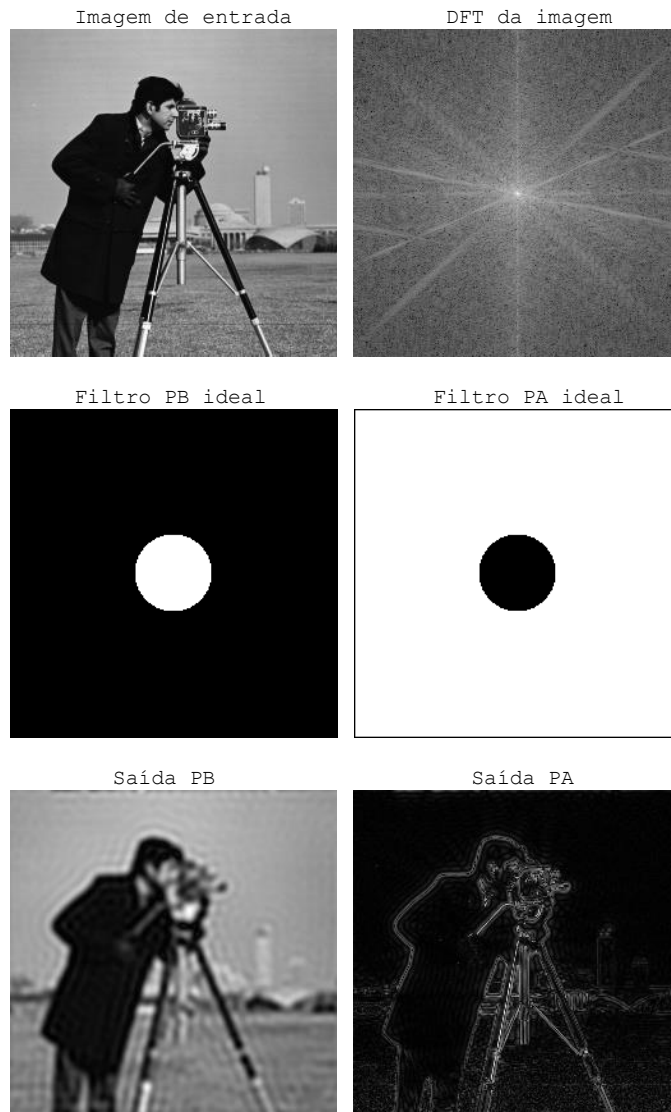 Imagem de entrada
DFT da imagem
Filtro PB ideal
Filtro PA ideal
Saída PB
Saída PA